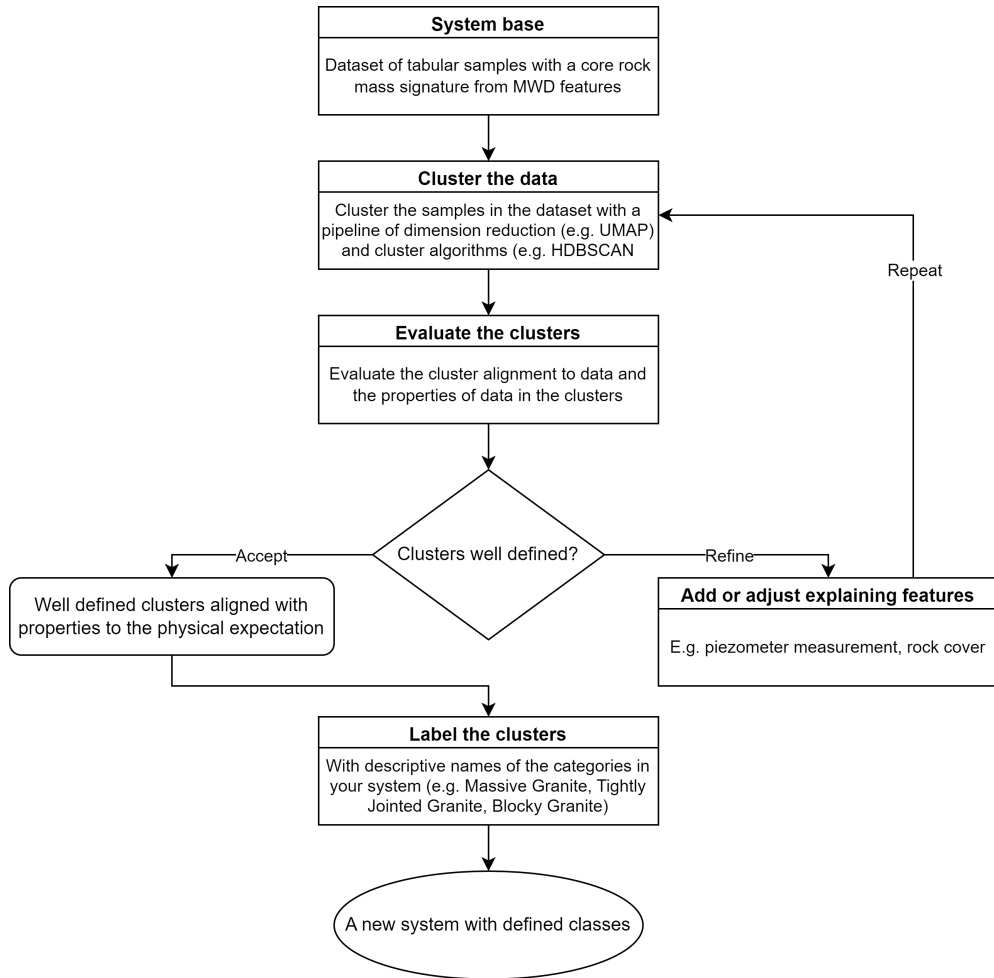 System base
Dataset of tabular samples with a core rock
mass signature from MWD features
Cluster the data
Cluster the samples in the dataset with a
pipeline of dimension reduction (e.g. UMAP)
and cluster algorithms (e.g. HDBSCAN
Repeat
Evaluate the clusters
Evaluate the cluster alignment to data and
the properties of data in the clusters
Clusters well defined?
Accept
Refine
Well defined clusters aligned with
properties to the physical expectation
Add or adjust explaining features
E.g. piezometer measurement, rock cover
Label the clusters
With descriptive names of the categories in
your system (e.g. Massive Granite, Tightly
Jointed Granite, Blocky Granite)
A new system with defined classes